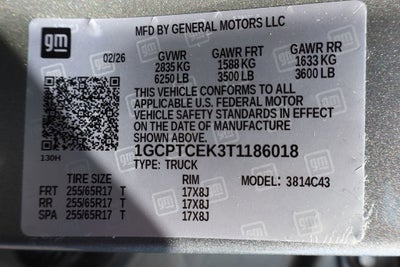 gm
MFD BY GENERAL MOTORS LLC
02/26 GVWR GAWR FRT GAWR RR
2835 KG 1588 KG 1633 KG
6250 LB 3500 LB 3600 LB
THIS VEHICLE CONFORMS TO ALL
APPLICABLE U.S. FEDERAL MOTOR
VEHICLE SAFETY STANDARDS IN EFFECT
ON THE DATE OF MANUFACTURE
SHOWN ABOVE.
130H 1GCPTCEK3T1186018
TYPE: TRUCK
TIRE SIZE RIM MODEL: 3814C43
FRT 255/65R17 T 17X8J
RR 255/65R17 T 17X8J
SPA 255/65R17 T 17X8J